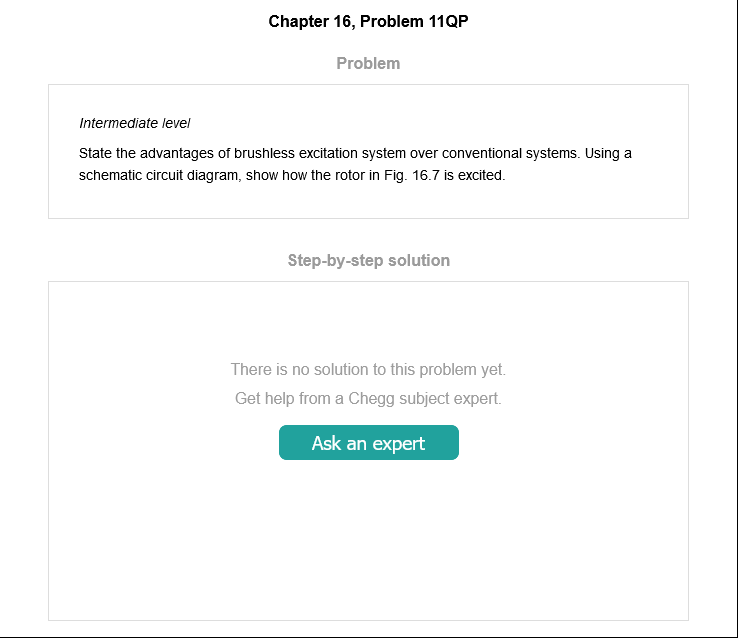 Chapter 16, Problem 11QP
Problem
Intermediate level
State the advantages of brushless excitation system over conventional systems. Using a
schematic circuit diagram, show how the rotor in Fig. 16.7 is excited.
Step-by-step solution
There is no solution to this problem yet.
Get help from a Chegg subject expert.
Ask an expert